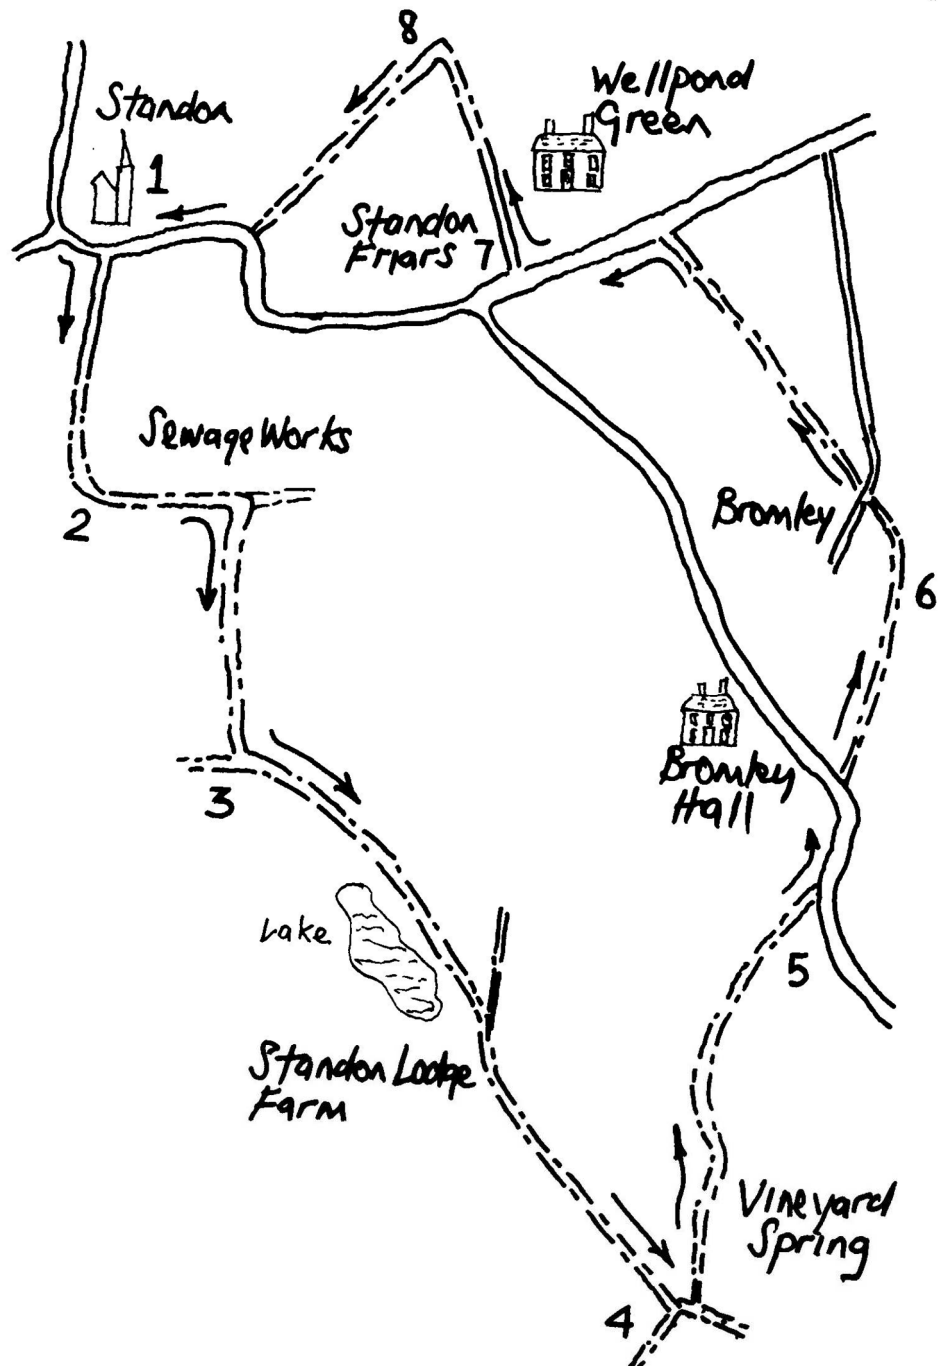 8
Wellpond
Green
Standon
1
Standon
Friars 7
Sewage Works
2
Bromley
6
Bromley
Hall
3
Lake
5
Standon Lodge
Farm
Vineyard
Spring
4